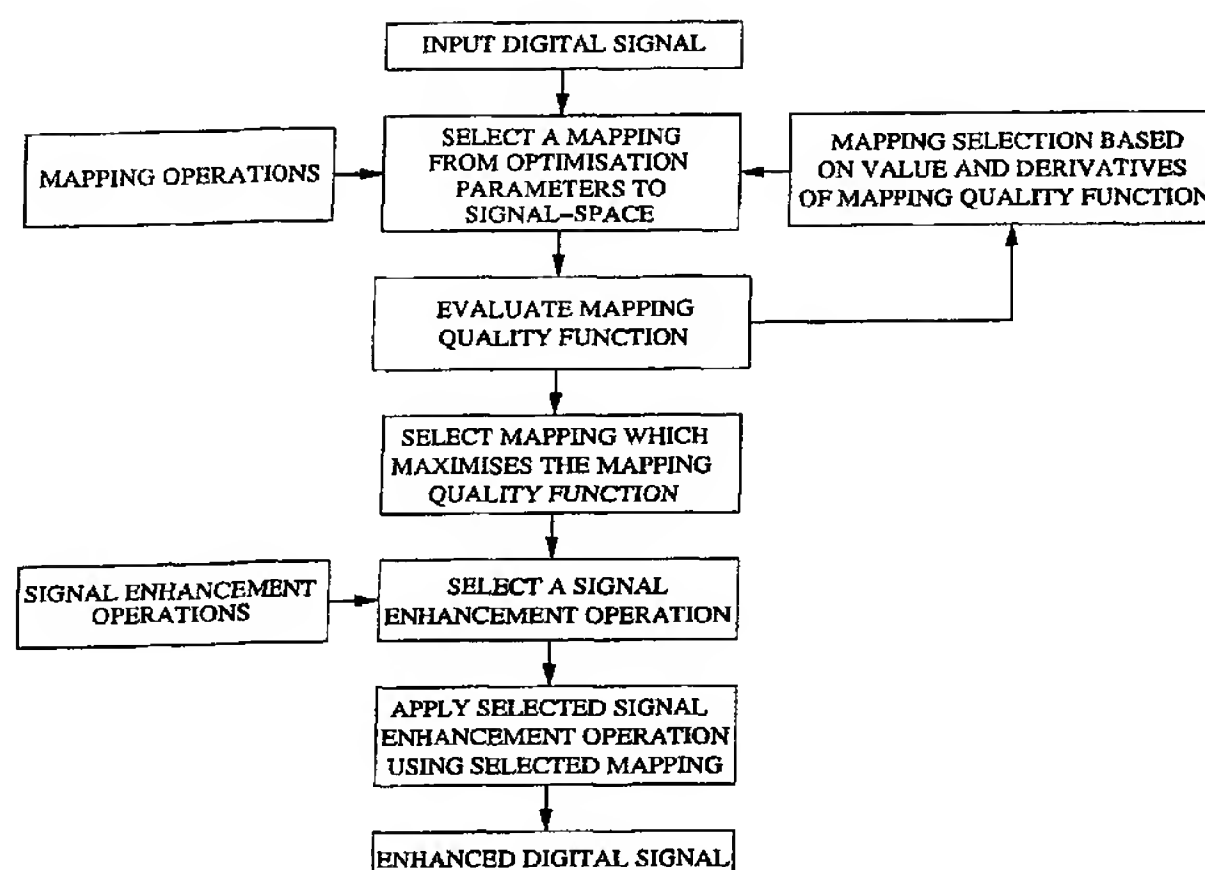 INPUT DIGITAL SIGNAL
SELECT A MAPPING
FROM OPTIMISATION
PARAMETERS TO
SIGNAL-SPACE
MAPPING OPERATIONS
MAPPING SELECTION BASED
ON VALUE AND DERIVATIVES
OF MAPPING QUALITY FUNCTION
EVALUATE MAPPING
QUALITY FUNCTION
SELECT MAPPING WHICH
MAXIMISES THE MAPPING
QUALITY FUNCTION
SIGNAL ENHANCEMENT
OPERATIONS
SELECT A SIGNAL
ENHANCEMENT OPERATION
APPLY SELECTED SIGNAL
ENHANCEMENT OPERATION
USING SELECTED MAPPING
ENHANCED DIGITAL SIGNAL